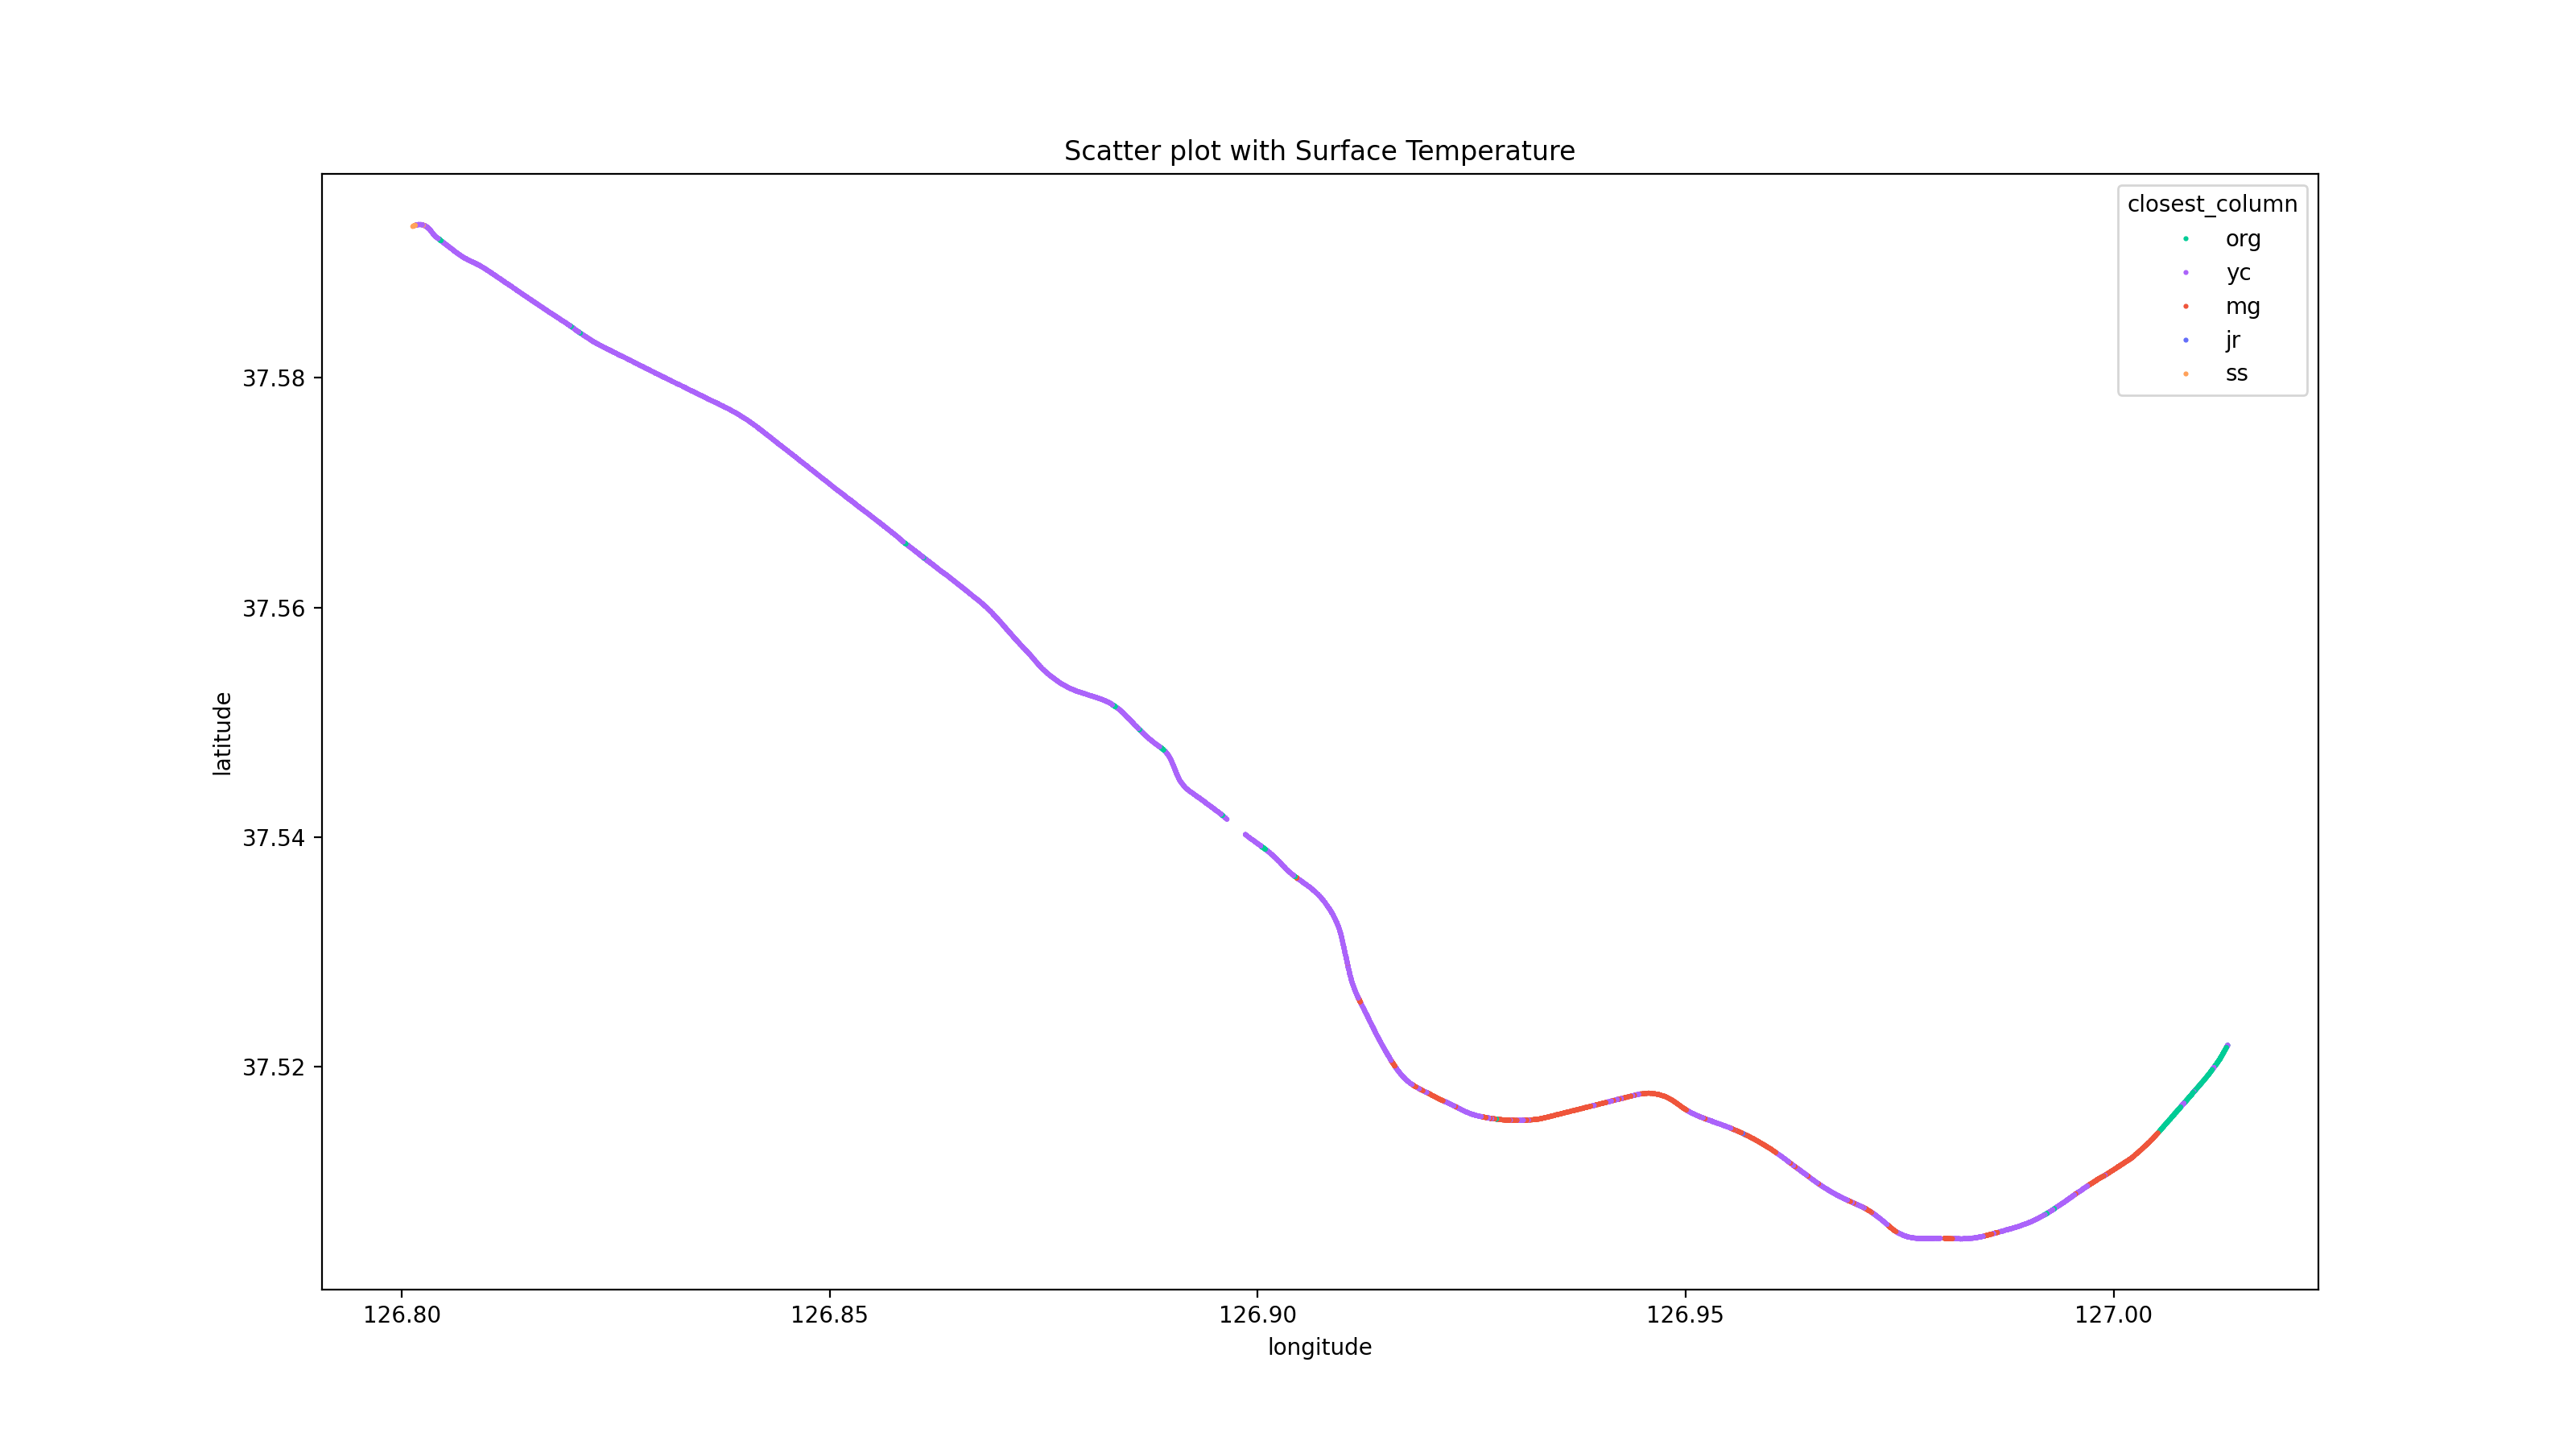 Scatter plot with Surface Temperature
closest_column
org
yc
mg
jr
ss
37.58
37.56
37.54
37.52
latitude
126.80
126.85
126.90
126.95
127.00
longitude